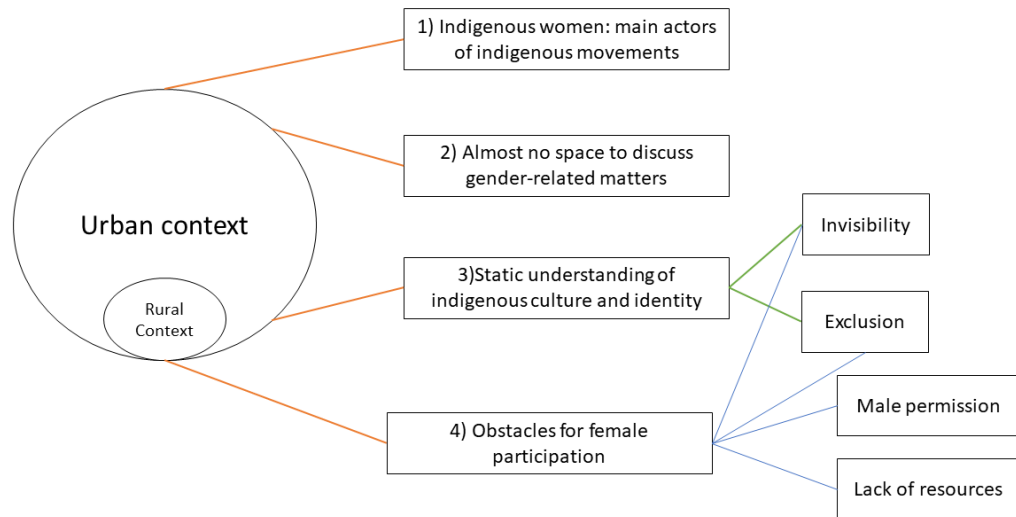 1) Indigenous women: main actors
of indigenous movements
2) Almost no space to discuss
gender-related matters
Urban context
Rural
Context
3)Static understanding of
indigenous culture and identity
Invisibility
Exclusion
4) Obstacles for female
participation
Male permission
Lack of resources